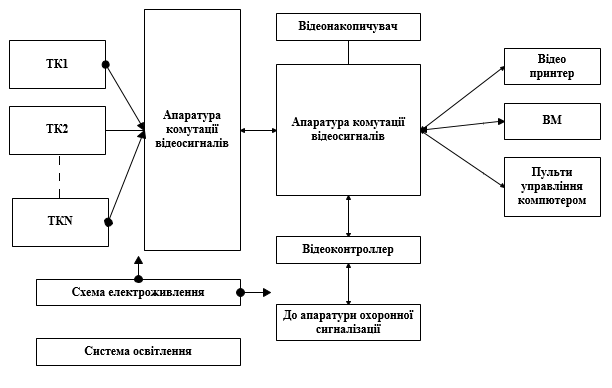 ТК1
ТК2
ТКN
Апаратура
комутації
відеосигналів
Відеонакопичувач
Апаратура комутації
відеосигналів
Відео
принтер
ВМ
Пульти
управління
компютером
Відеоконтроллер
Схема електроживлення
До апаратури охоронної
сигналізації
Система освітлення